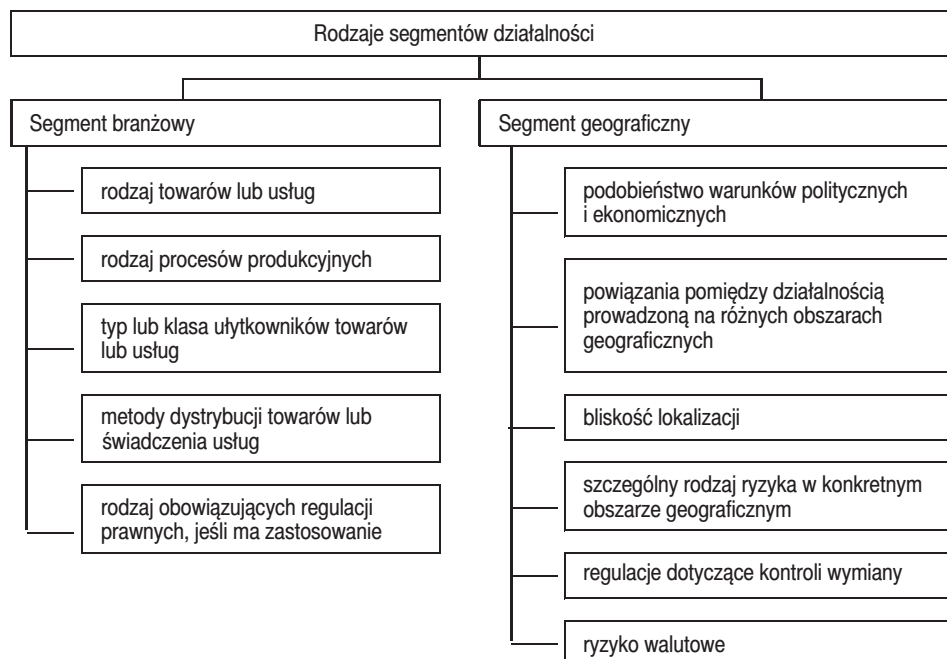 Rodzaje segmentów działalności
Segment branżowy
rodzaj towarów lub usług
rodzaj procesów produkcyjnych
typ lub klasa ułytkowników towarów
lub usług
metody dystrybucji towarów lub
świadczenia usług
rodzaj obowiązujących regulacji
prawnych, jeśli ma zastosowanie
Segment geograficzny
podobieństwo warunków politycznych
i ekonomicznych
powiązania pomiędzy działalnością
prowadzoną na różnych obszarach
geograficznych
bliskość lokalizacji
szczególny rodzaj ryzyka w konkretnym
obszarze geograficznym
regulacje dotyczące kontroli wymiany
ryzyko walutowe